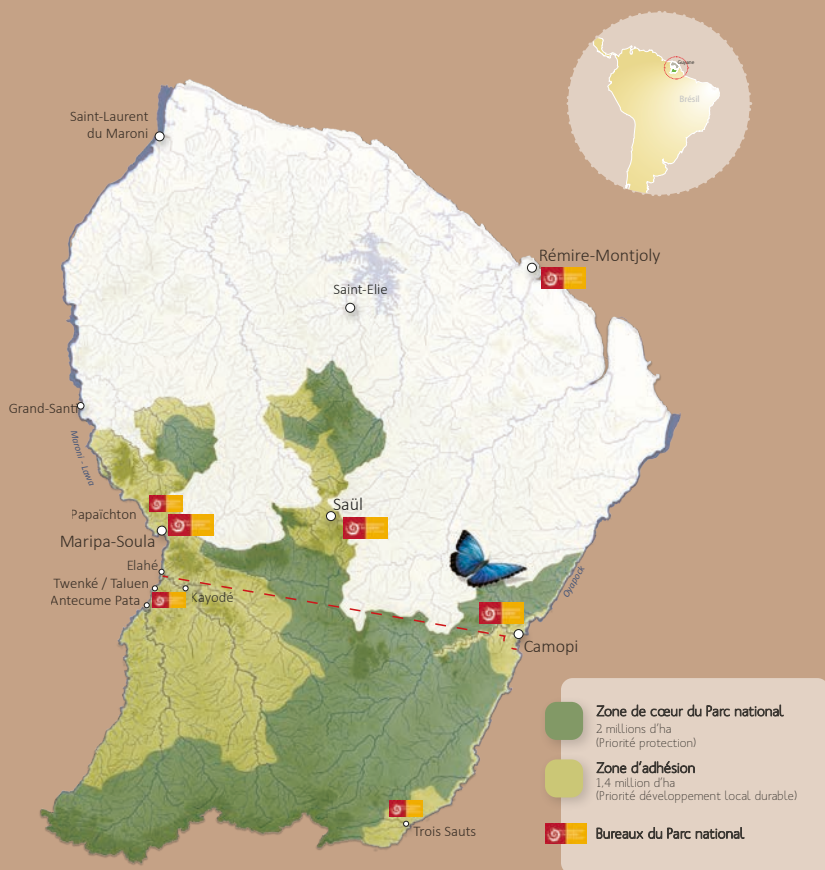 Guyane
Brésil
Saint-Laurent
du Maroni
Rémire-Montjoly
Saint-Elie
Grand-Santi
Maroni - Lawa
Papaïchton
Saül
Maripa-Soula
Elahé
Twenké / Taluen
Antecume Pata
Kayodé
Oyapock
Camopi
Trois Sauts
Zone de cœur du Parc national
2 millions d'ha
(Priorité protection)
Zone d'adhésion
1,4 million d'ha
(Priorité développement local durable)
Bureaux du Parc national